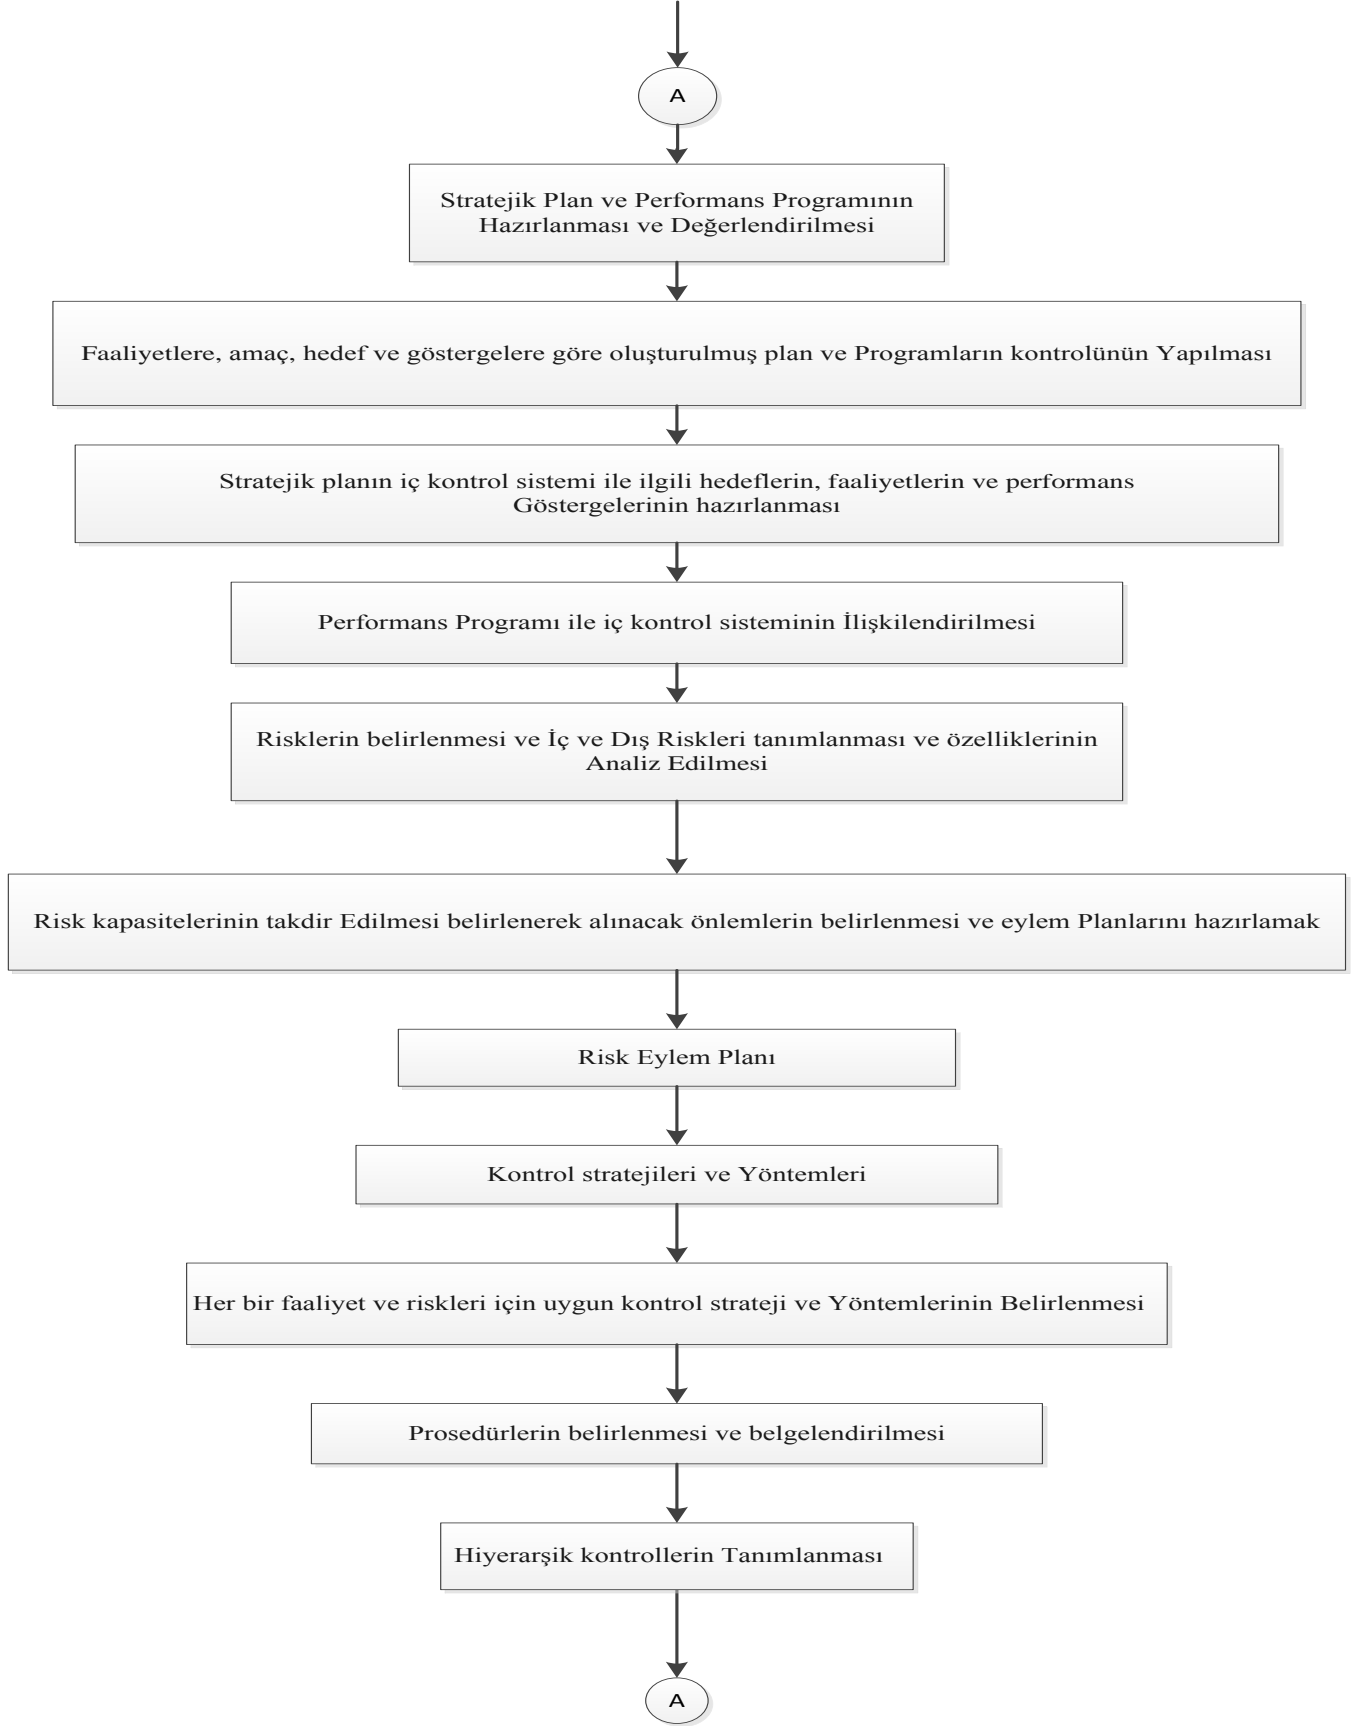 A
Stratejik Plan ve Performans Programının
Hazırlanması ve Değerlendirilmesi
Faaliyetlere, amaç, hedef ve göstergelere göre oluşturulmuş plan ve Programların kontrolünün Yapılması
Stratejik planın iç kontrol sistemi ile ilgili hedeflerin, faaliyetlerin ve performans
Göstergelerinin hazırlanması
Performans Programı ile iç kontrol sisteminin İlişkilendirilmesi
Risklerin belirlenmesi ve İç ve Dış Riskleri tanımlanması ve özelliklerinin
Analiz Edilmesi
Risk kapasitelerinin takdir Edilmesi belirlenerek alınacak önlemlerin belirlenmesi ve eylem Planlarını hazırlamak
Risk Eylem Planı
Kontrol stratejileri ve Yöntemleri
Her bir faaliyet ve riskleri için uygun kontrol strateji ve Yöntemlerinin Belirlenmesi
Prosedürlerin belirlenmesi ve belgelendirilmesi
Hiyerarşik kontrollerin Tanımlanması
A